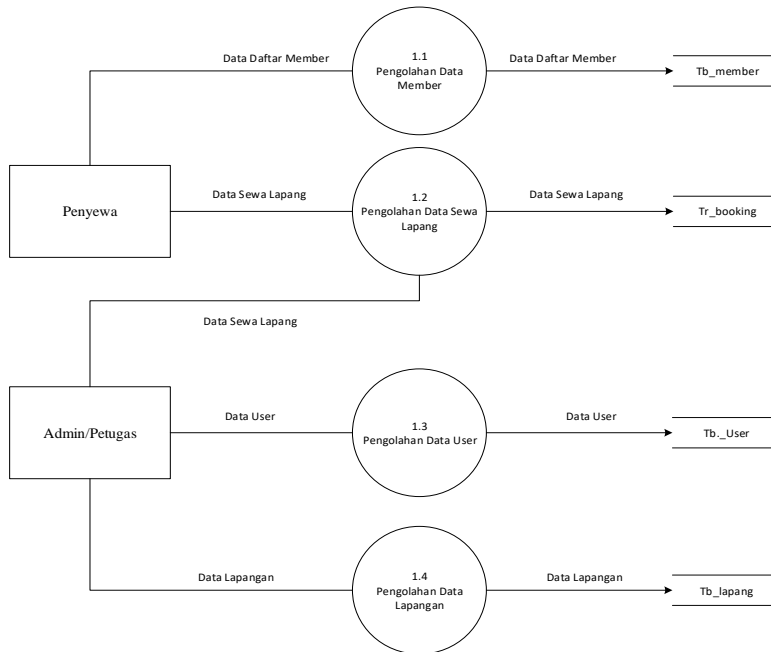 1.1
Data Daftar Member
Pengolahan Data
Member
Data Daftar Member
Tb_member
Penyewa
Data Sewa Lapang
1.2
Pengolahan Data Sewa
Lapang
Data Sewa Lapang
Tr_booking
Data Sewa Lapang
Admin/Petugas
Data User
1.3
Pengolahan Data User
Data User
Tb._User
Data Lapangan
1.4
Pengolahan Data
Lapangan
Data Lapangan
Tb_lapang